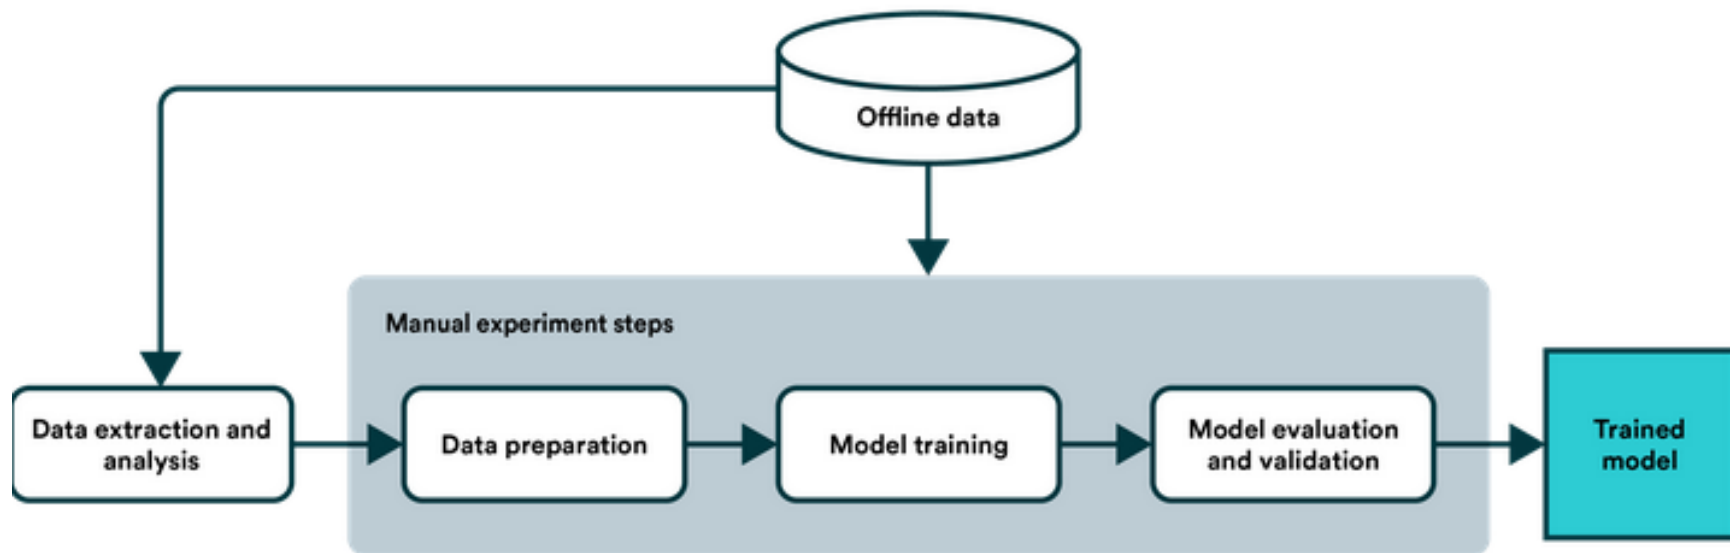 Offline data
Manual experiment steps
Data extraction and
analysis
Data preparation
Model training
Model evaluation
and validation
Trained
model